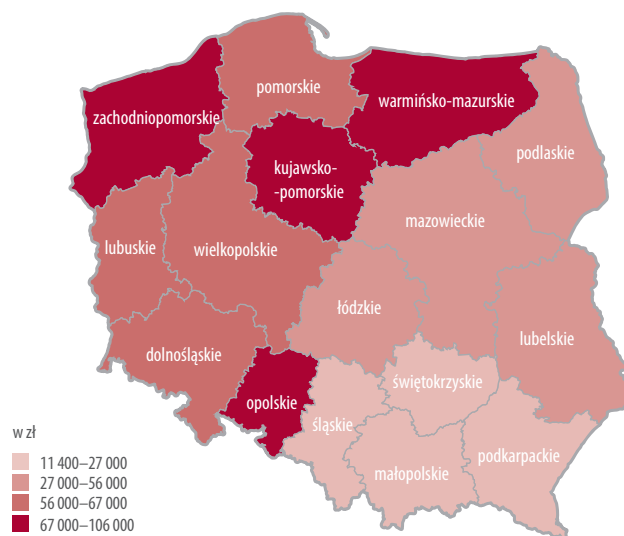 pomorskie
zachodniopomorskie
warmińsko-mazurskie
podlaskie
kujawsko-
-pomorskie
mazowieckie
lubuskie
wielkopolskie
łódzkie
lubelskie
dolnośląskie
świętokrzyskie
opolskie
śląskie
podkarpackie
małopolskie
w zł
11 400–27 000
27 000–56 000
56 000–67 000
67 000–106 000